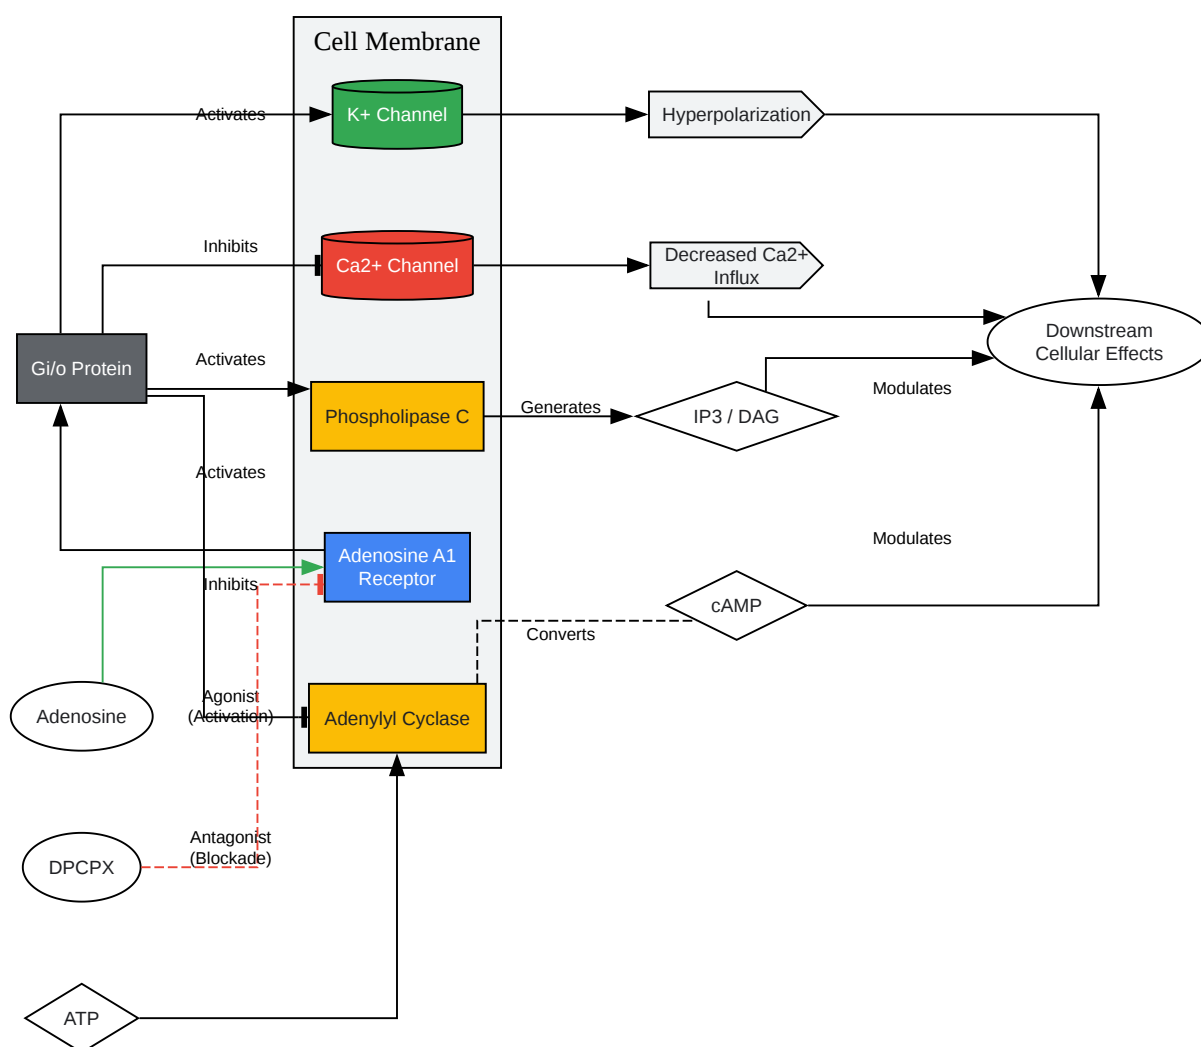 Cell Membrane
Activates
K+ Channel
Hyperpolarization
Inhibits
Ca2+ Channel
Decreased Ca2+
Influx
Downstream
Cellular Effects
Gi/o Protein
Activates
Phospholipase C
Generates
IP3 / DAG
Modulates
Activates
Adenosine A1
Receptor
Inhibits
Modulates
cAMP
Converts
Adenosine
Agonist
(Activation)
Adenylyl Cyclase
DPCPX
Antagonist
(Blockade)
ATP